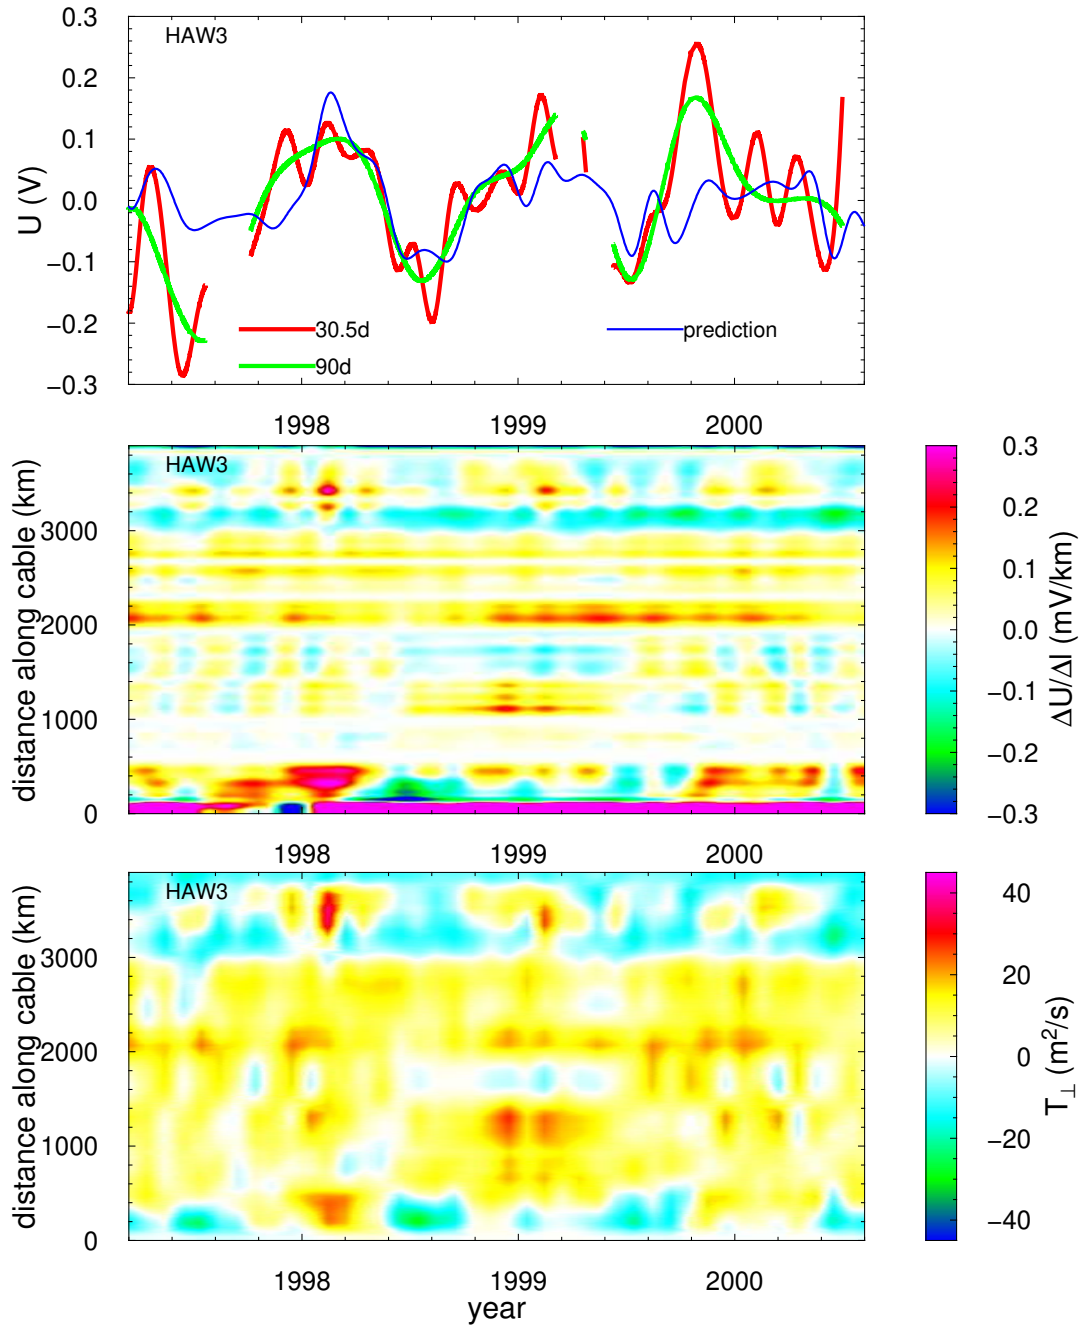 0.3
0.2
0.1
0.0
−0.1
−0.2
−0.3
U (V)
HAW3
30.5d
90d
prediction
1998 1999 2000
HAW3
3000
2000
1000
0
distance along cable (km)
0.3
0.2
0.1
0.0
−0.1
−0.2
−0.3
ΔU/Δl (mV/km)
1998 1999 2000
HAW3
3000
2000
1000
0
distance along cable (km)
40
20
0
−20
−40
T⊥ (m²/s)
1998 1999 2000
year